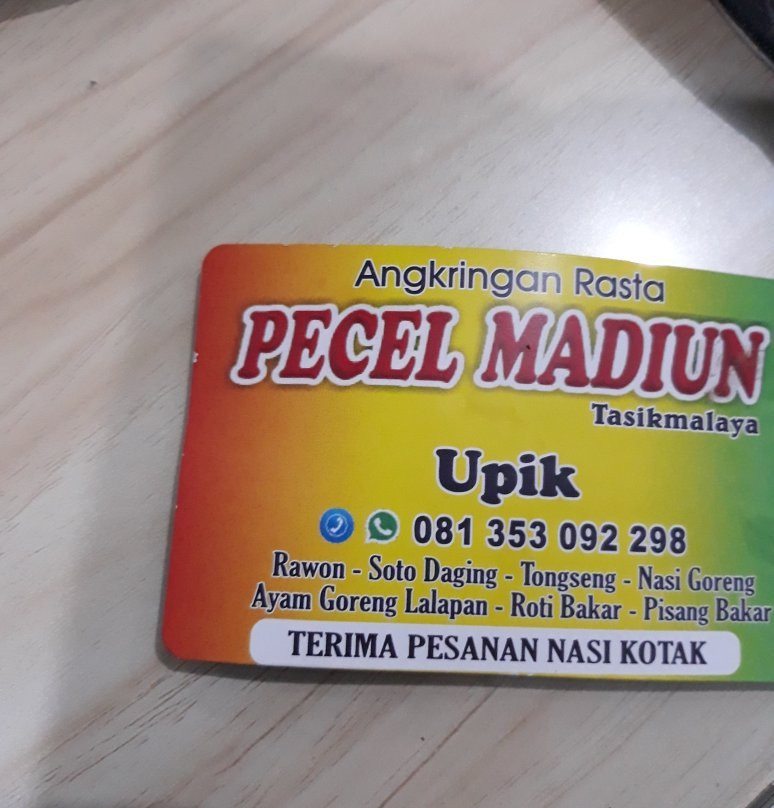 Angkringan Rasta
PECEL MADIUN
Tasikmalaya
Upik
081 353 092 298
Rawon - Soto Daging - Tongseng - Nasi Goreng
Ayam Goreng Lalapan - Roti Bakar - Pisang Bakar
TERIMA PESANAN NASI KOTAK